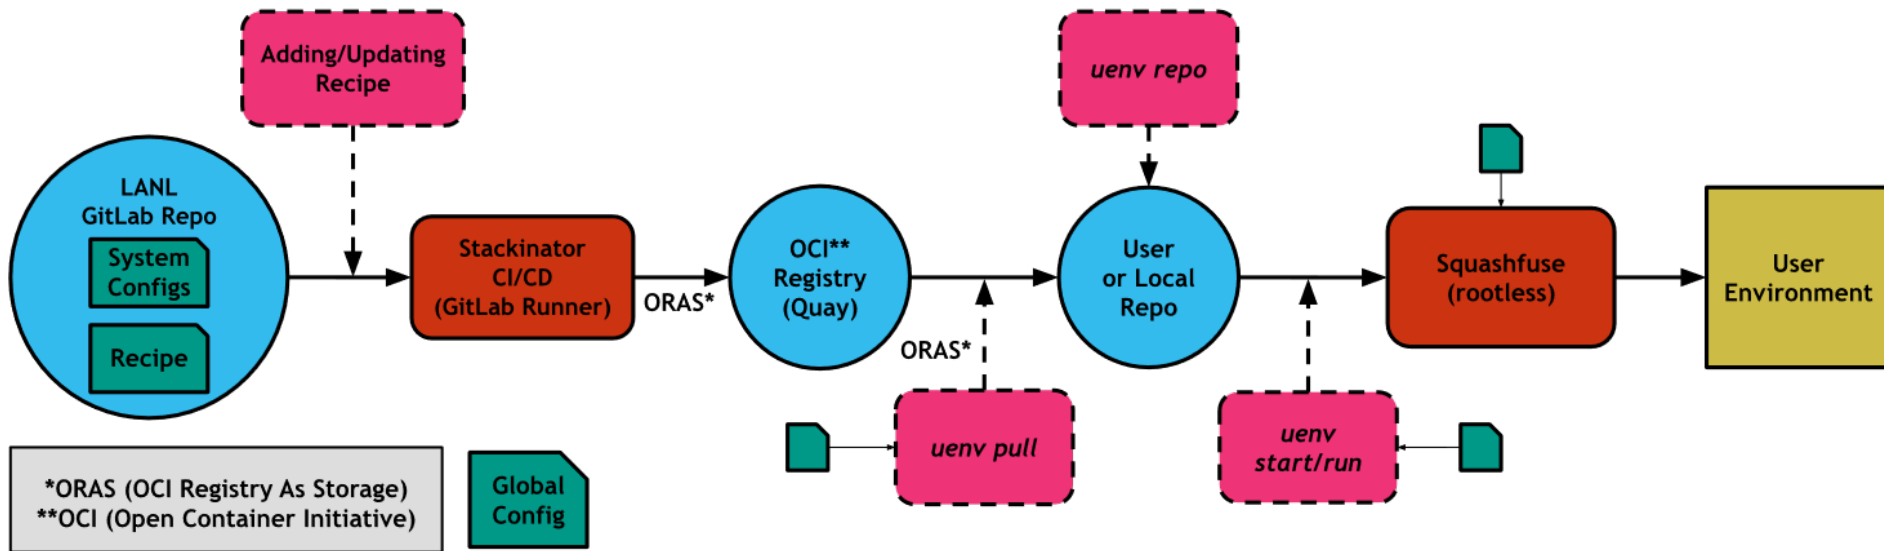 Adding/Updating
Recipe
uenv repo
LANL
GitLab Repo
System
Configs
Recipe
Stackinator
CI/CD
(GitLab Runner)
ORAS*
OCI**
Registry
(Quay)
ORAS*
User
or Local
Repo
Squashfuse
(rootless)
User
Environment
uenv pull
uenv
start/run
*ORAS (OCI Registry As Storage)
**OCI (Open Container Initiative)
Global
Config